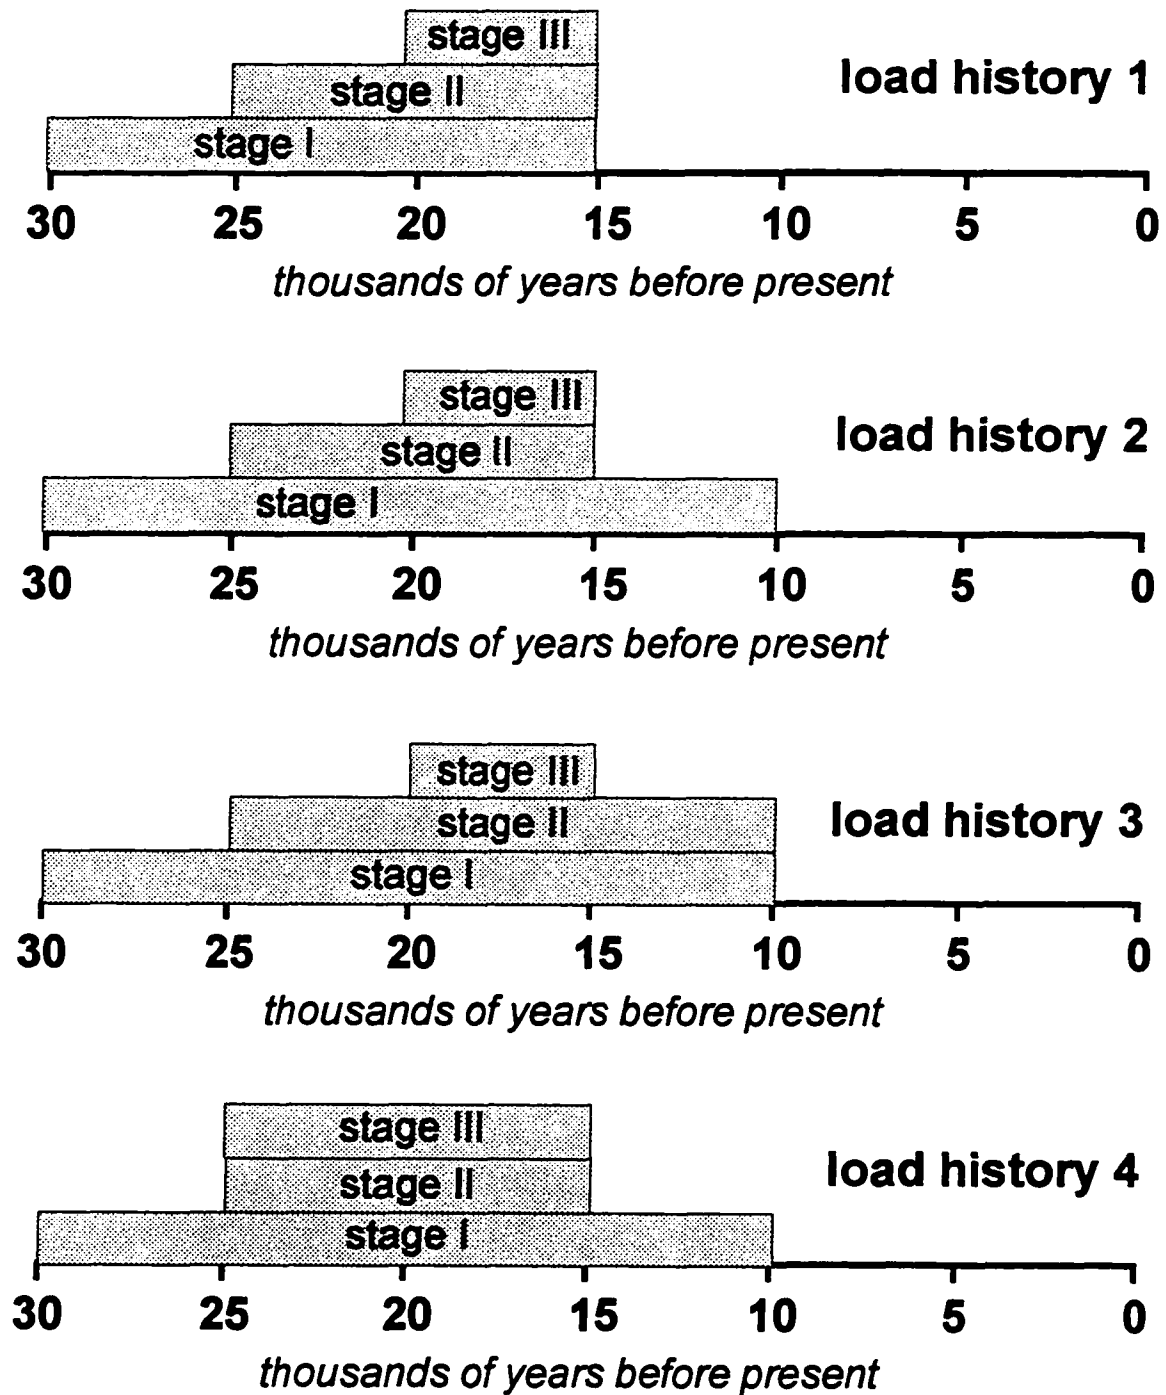 stage III
load history 1
stage II
stage I
30 25 20 15 10 5 0
thousands of years before present
stage III
load history 2
stage II
stage I
30 25 20 15 10 5 0
thousands of years before present
stage III
load history 3
stage II
stage I
30 25 20 15 10 5 0
thousands of years before present
stage III
load history 4
stage II
stage I
30 25 20 15 10 5 0
thousands of years before present